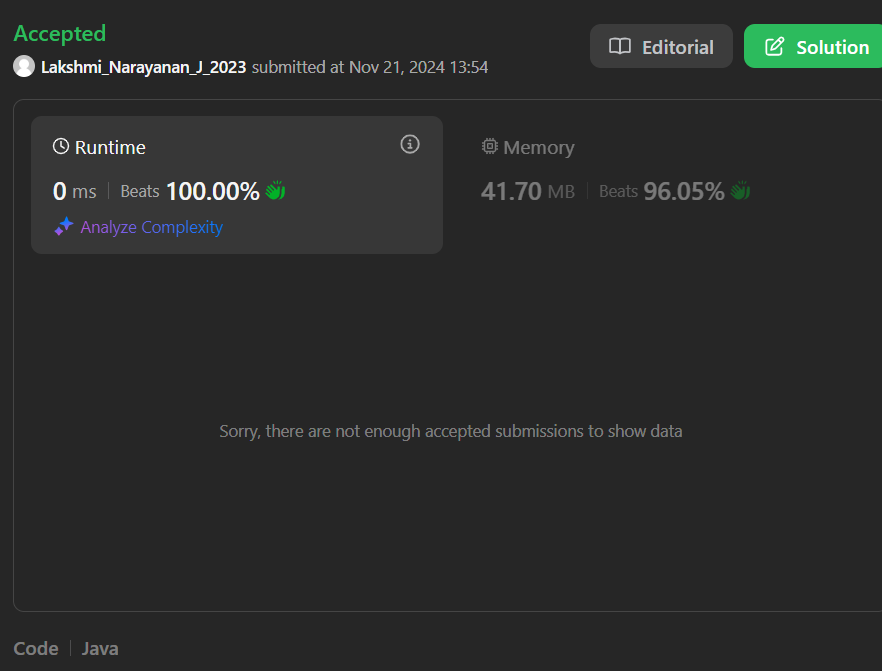 Accepted
Editorial
Solution
Lakshmi_Narayanan_J_2023 submitted at Nov 21, 2024 13:54
Runtime
Memory
0 ms | Beats 100.00%
41.70 MB | Beats 96.05%
Analyze Complexity
Sorry, there are not enough accepted submissions to show data
Code | Java